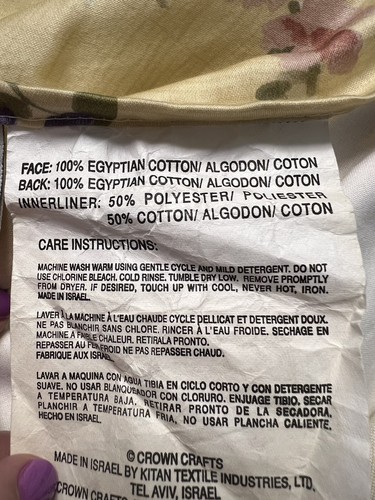 FACE: 100% EGYPTIAN COTTON/ ALGODON/ COTON
BACK: 100% EGYPTIAN COTTON/ ALGODON/ COTON
INNERLINER: 50% POLYESTER/ POLIESTER
50% COTTON/ ALGODON/ COTON
CARE INSTRUCTIONS:
MACHINE WASH WARM USING GENTLE CYCLE AND MILD DETERGENT. DO NOT
USE CHLORINE BLEACH. COLD RINSE. TUMBLE DRY LOW. REMOVE PROMPTLY
FROM DRYER. IF DESIRED, TOUCH UP WITH COOL, NEVER HOT, IRON.
MADE IN ISRAEL.
LAVER À LA MACHINE À L'EAU CHAUDE CYCLE PELLICAT ET DETERGENT DOUX.
NE PAS BLANCHIR SANS CHLORE. RINCER À L'EAU FROIDE. SECHAGE EN
MACHINE A FAIBLE CHALEUR. RETIRALA PRONTO.
REPASSER AU FER FROID NE PAS REPASSER CHAUD.
FABRIQUE AUX ISRAEL
LAVAR A MAQUINA CON AGUA TIBIA EN CICLO CORTO Y CON DETERGENTE
SUAVE. NO USAR BLANQUEADOR CON CLORURO. ENJUAGE TIBIO. SECAR
A TEMPERATURA BAJA. RETIRAR PRONTO DE LA SECADORA.
PLANCHIR A TEMPERATURA FRIA, NO USAR PLANCHA CALIENTE.
HECHO EN ISRAEL.
© CROWN CRAFTS
MADE IN ISRAEL BY KITAN TEXTILE INDUSTRIES, LTD.
TEL AVIV, ISRAEL
CROWN CRAFTS